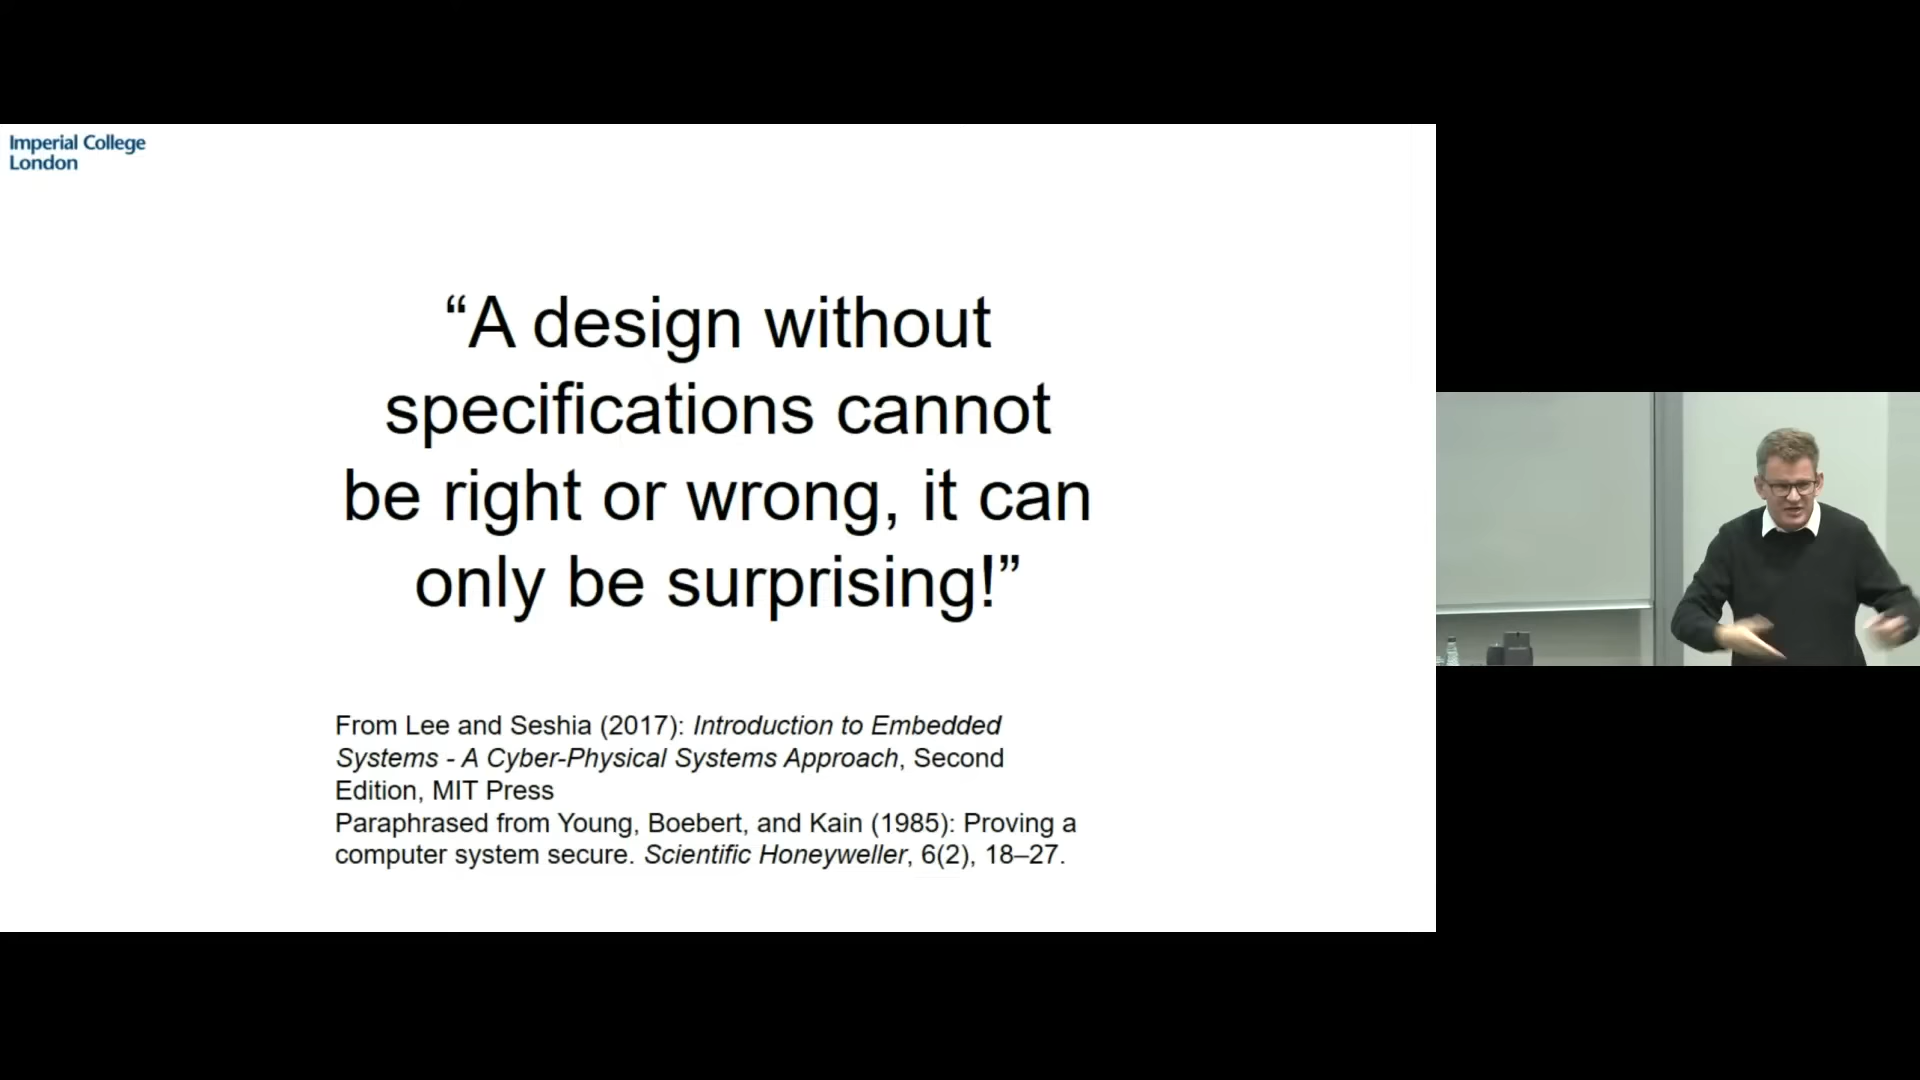 Imperial College
London
“A design without
specifications cannot
be right or wrong, it can
only be surprising!”
From Lee and Seshia (2017): Introduction to Embedded
Systems - A Cyber-Physical Systems Approach, Second
Edition, MIT Press
Paraphrased from Young, Boebert, and Kain (1985): Proving a
computer system secure. Scientific Honeyweller, 6(2), 18–27.